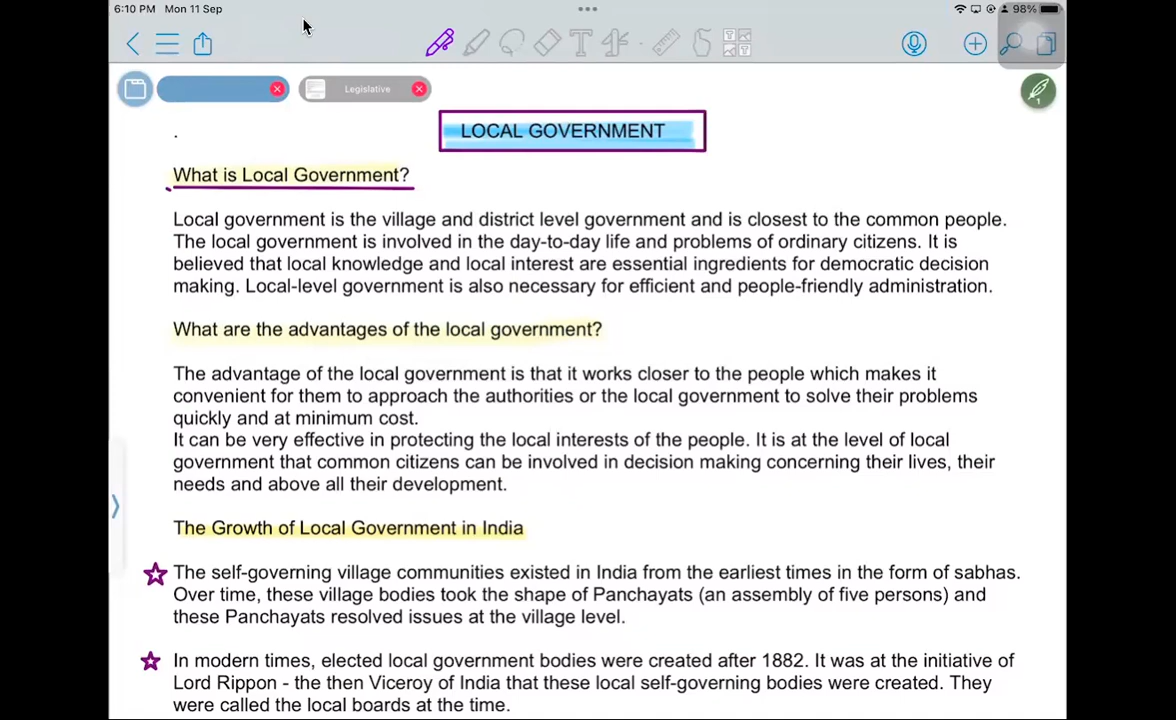 6:10 PM Mon 11 Sep
98%
Legislative
1
LOCAL GOVERNMENT
What is Local Government?
Local government is the village and district level government and is closest to the common people.
The local government is involved in the day-to-day life and problems of ordinary citizens. It is
believed that local knowledge and local interest are essential ingredients for democratic decision
making. Local-level government is also necessary for efficient and people-friendly administration.
What are the advantages of the local government?
The advantage of the local government is that it works closer to the people which makes it
convenient for them to approach the authorities or the local government to solve their problems
quickly and at minimum cost.
It can be very effective in protecting the local interests of the people. It is at the level of local
government that common citizens can be involved in decision making concerning their lives, their
needs and above all their development.
The Growth of Local Government in India
The self-governing village communities existed in India from the earliest times in the form of sabhas.
Over time, these village bodies took the shape of Panchayats (an assembly of five persons) and
these Panchayats resolved issues at the village level.
In modern times, elected local government bodies were created after 1882. It was at the initiative of
Lord Rippon - the then Viceroy of India that these local self-governing bodies were created. They
were called the local boards at the time.